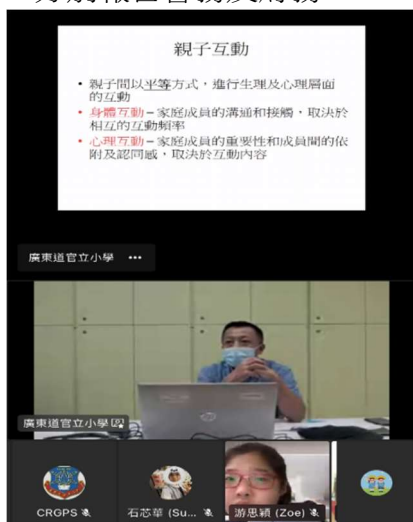 親子互動
• 親子間以平等方式，進行生理及心理層面
的互動
• 身體互動－家庭成員的溝通和接觸，取決於
相互的互動頻率
• 心理互動－家庭成員的重要性和成員間的依
附及認同感，取決於互動內容
廣東道官立小學 •••
廣東道官立小學
CRGPS
石芯華 (Su...
游思穎 (Zoe)